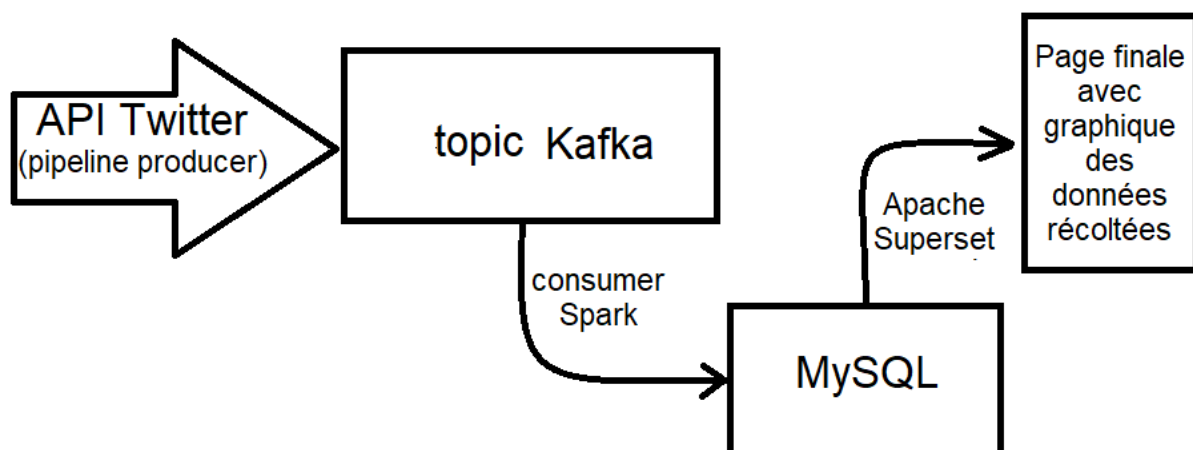 API Twitter
(pipeline producer)
topic Kafka
consumer
Spark
MySQL
Apache
Superset
Page finale
avec
graphique
des
données
récoltées